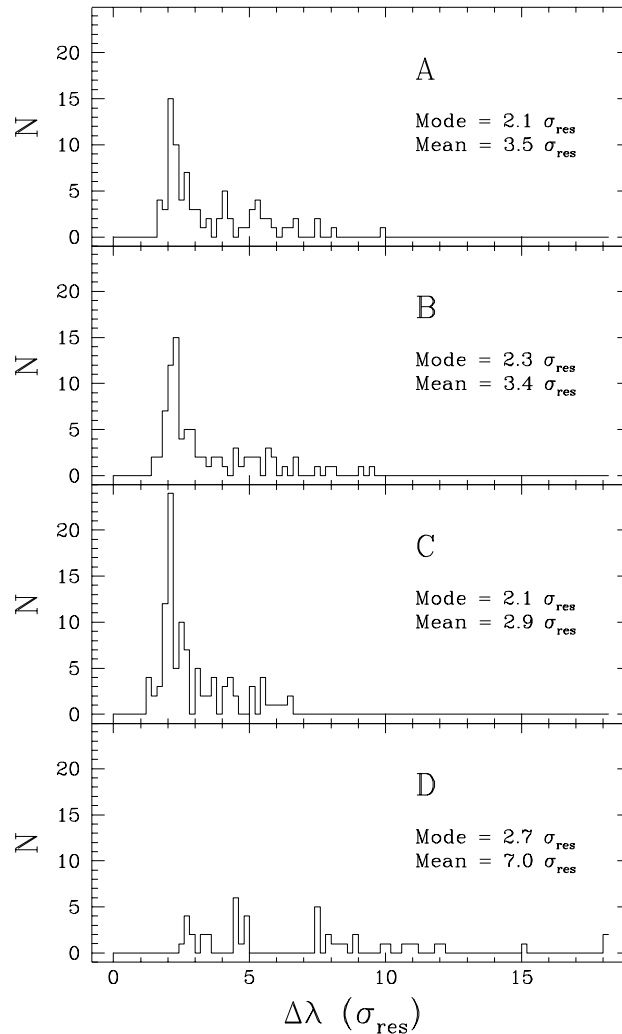 20
15
10
5
0
N
A
Mode = 2.1 σres
Mean = 3.5 σres
20
15
10
5
0
N
B
Mode = 2.3 σres
Mean = 3.4 σres
20
15
10
5
0
N
C
Mode = 2.1 σres
Mean = 2.9 σres
20
15
10
5
0
N
D
Mode = 2.7 σres
Mean = 7.0 σres
0 5 10 15
Δλ (σres)